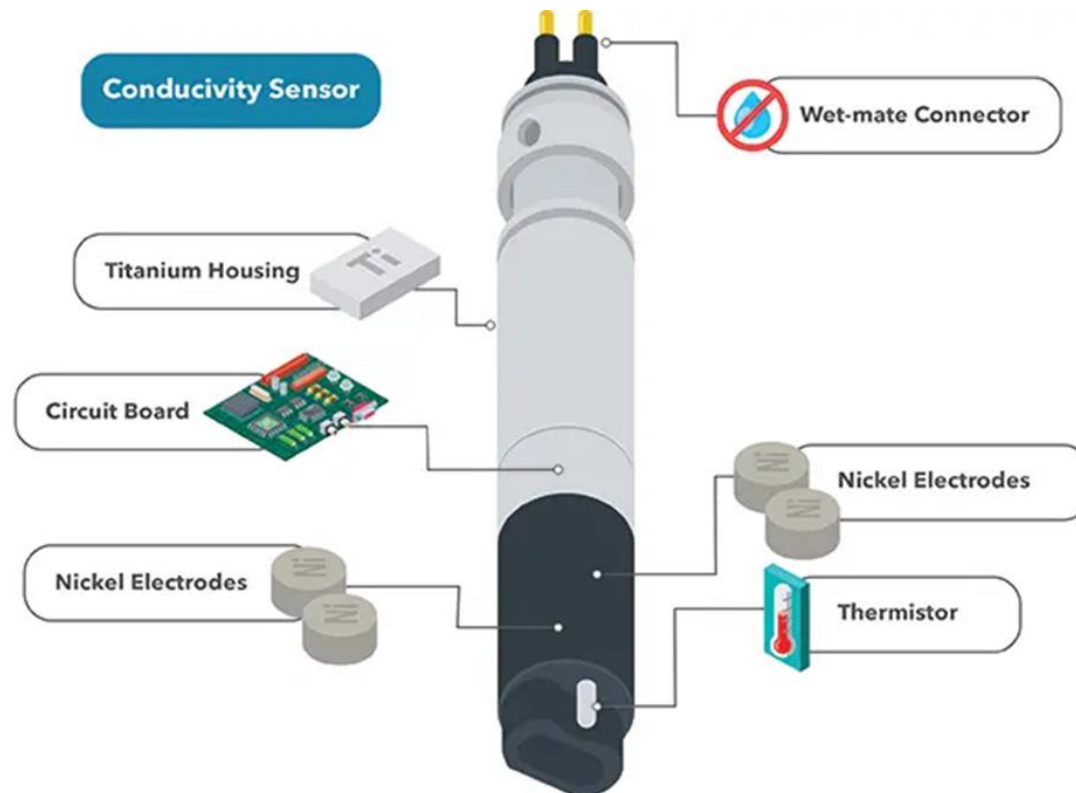 Conducivity Sensor
Wet-mate Connector
Titanium Housing
Ti
Circuit Board
Nickel Electrodes
Ni
Ni
Nickel Electrodes
Ni
Ni
Thermistor